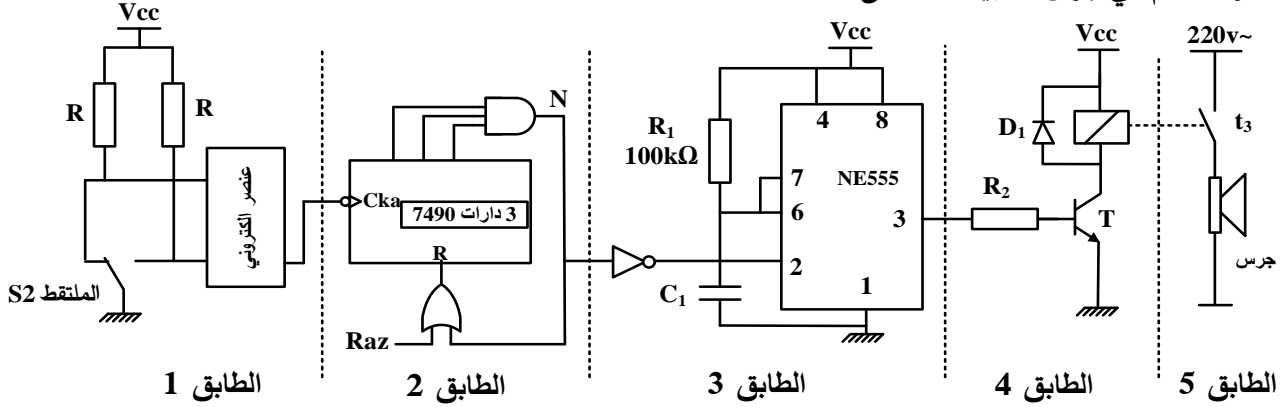 Vcc
R
R
عنصر الكتروني
الملتقط S2
الطابق 1
N
Cka
3 دارات 7490
R
Raz
الطابق 2
Vcc
R1
100kΩ
C1
4
8
7
6
2
NE555
3
1
الطابق 3
Vcc
D1
R2
T
الطابق 4
220v~
t3
جرس
الطابق 5